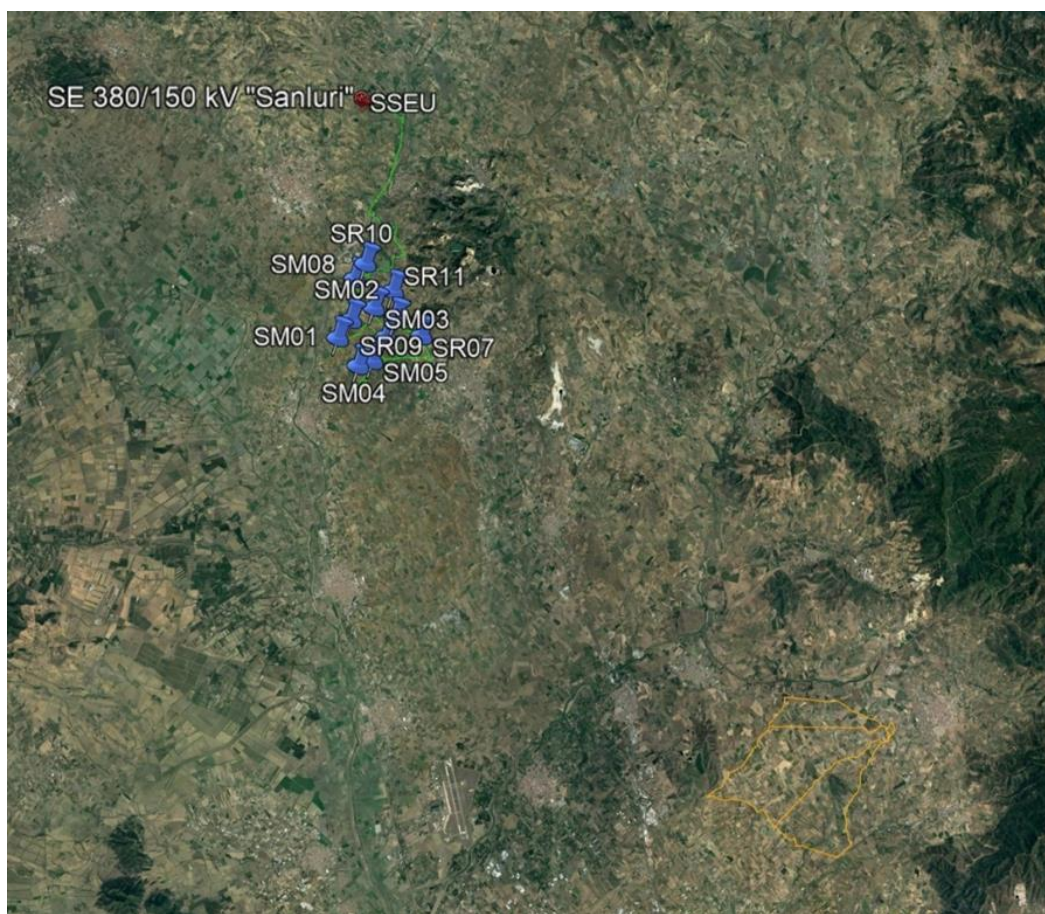 SE 380/150 kV "Sanluri" SSEU
SR10
SM08
SR11
SM02
SM03
SM01
SR09
SR07
SM05
SM04